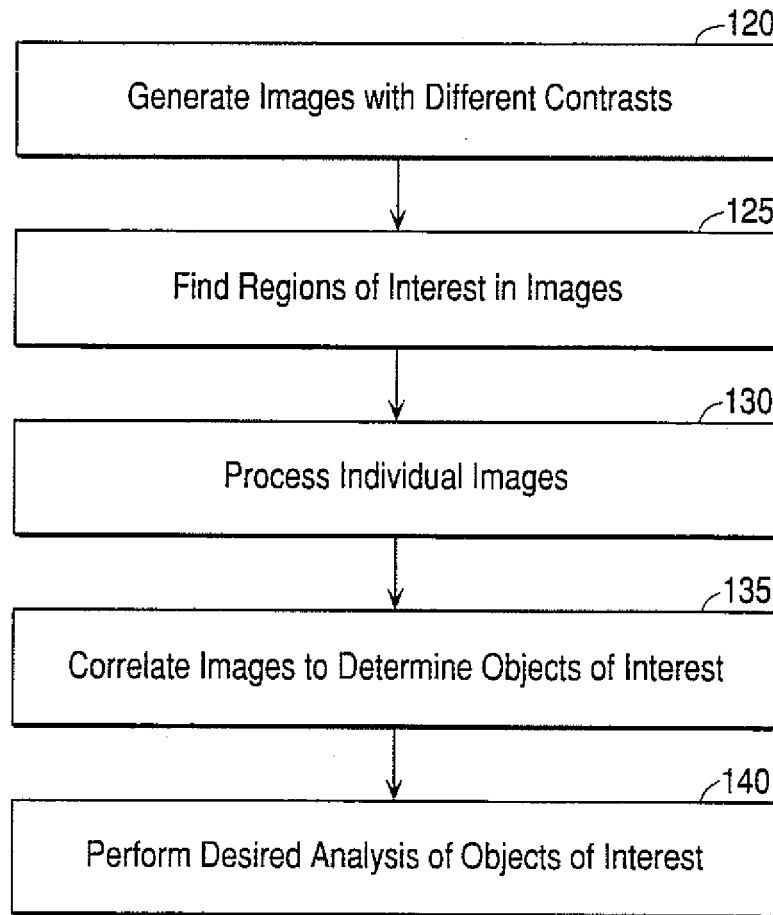 120
Generate Images with Different Contrasts
125
Find Regions of Interest in Images
130
Process Individual Images
135
Correlate Images to Determine Objects of Interest
140
Perform Desired Analysis of Objects of Interest